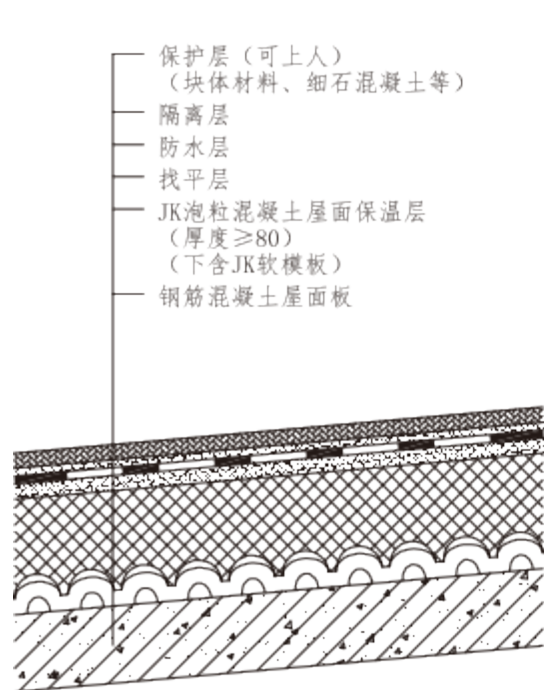 保护层（可上人）
（块体材料、细石混凝土等）
隔离层
防水层
找平层
JK泡粒混凝土屋面保温层
（厚度≥80）
（下含JK软模板）
钢筋混凝土屋面板